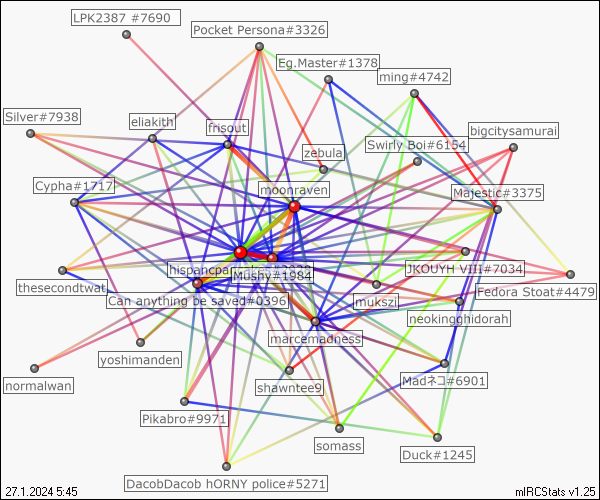 LPK2387 #7690
Pocket Persona#3326
Eg.Master#1378
ming#4742
Silver#7938
eliakith
frisout
bigcitysamurai
Swirly Boi#6154
zebula
Cypha#1717
moonraven
Majestic#3375
hispancpa
Mushy#1984
JKOUYH VIII#7034
thesecondtwat
Can anything be saved#0396
mukszi
Fedora Stoat#4479
neokingghidorah
marcemadness
yoshimanden
normalwan
shawntee9
Madネコ#6901
Pikabro#9971
somass
Duck#1245
DacobDacob hORNY police#5271
27.1.2024 5:45
mIRCStats v1.25